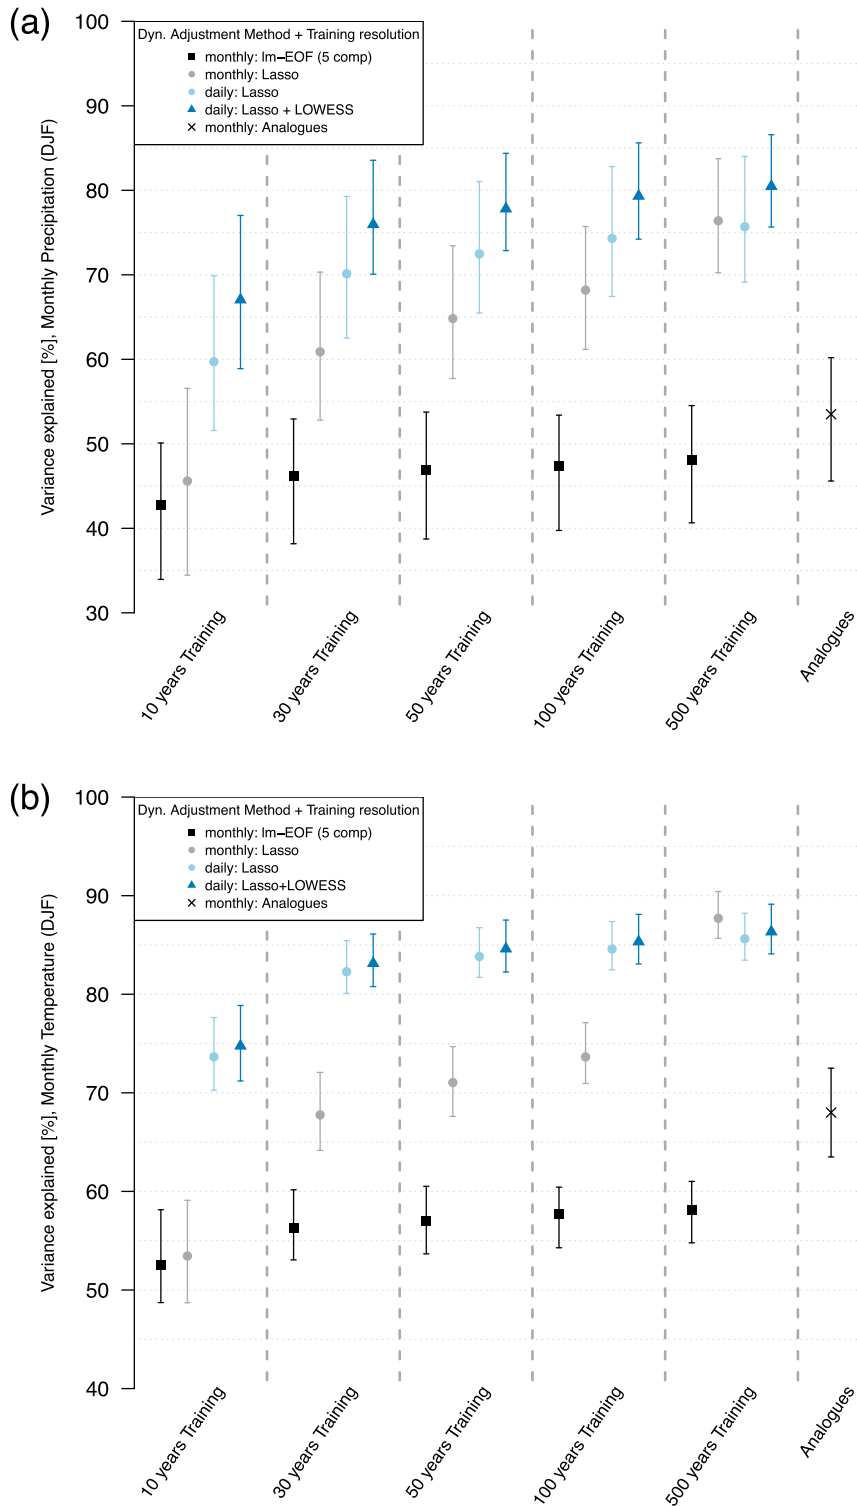 (a)
Variance explained [%], Monthly Precipitation (DJF)
100
90
80
70
60
50
40
30
Dyn. Adjustment Method + Training resolution
monthly: lm−EOF (5 comp)
monthly: Lasso
daily: Lasso
daily: Lasso + LOWESS
monthly: Analogues
10 years Training
30 years Training
50 years Training
100 years Training
500 years Training
Analogues
(b)
Variance explained [%], Monthly Temperature (DJF)
100
90
80
70
60
50
40
Dyn. Adjustment Method + Training resolution
monthly: lm−EOF (5 comp)
monthly: Lasso
daily: Lasso
daily: Lasso+LOWESS
monthly: Analogues
10 years Training
30 years Training
50 years Training
100 years Training
500 years Training
Analogues